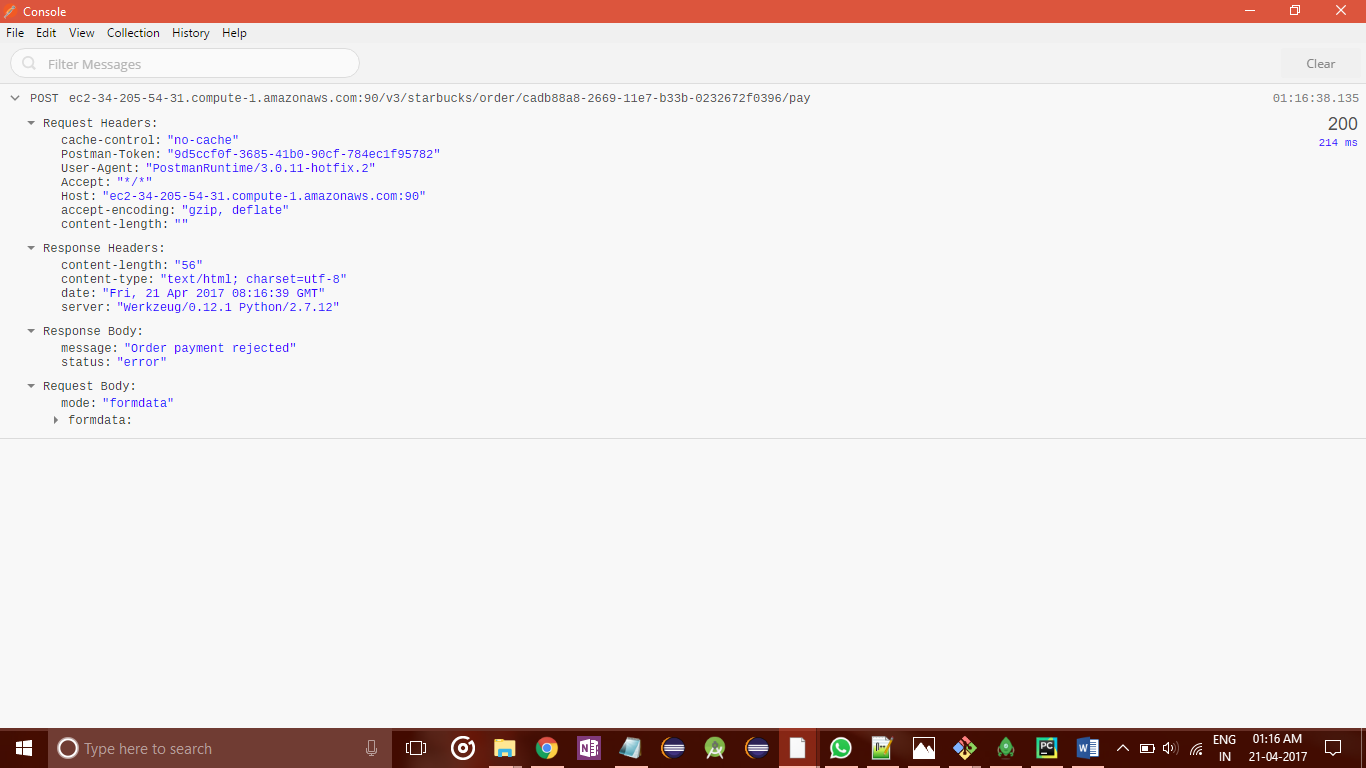 Console
File Edit View Collection History Help
Filter Messages
Clear
POST ec2-34-205-54-31.compute-1.amazonaws.com:90/v3/starbucks/order/cadb88a8-2669-11e7-b33b-0232672f0396/pay 01:16:38.135
Request Headers:
200
cache-control: "no-cache"
214 ms
Postman-Token: "9d5ccf0f-3685-41b0-90cf-784ec1f95782"
User-Agent: "PostmanRuntime/3.0.11-hotfix.2"
Accept: "*/*"
Host: "ec2-34-205-54-31.compute-1.amazonaws.com:90"
accept-encoding: "gzip, deflate"
content-length: ""
Response Headers:
content-length: "56"
content-type: "text/html; charset=utf-8"
date: "Fri, 21 Apr 2017 08:16:39 GMT"
server: "Werkzeug/0.12.1 Python/2.7.12"
Response Body:
message: "Order payment rejected"
status: "error"
Request Body:
mode: "formdata"
formdata:
Type here to search
N
PC
W
ENG
IN
01:16 AM
21-04-2017